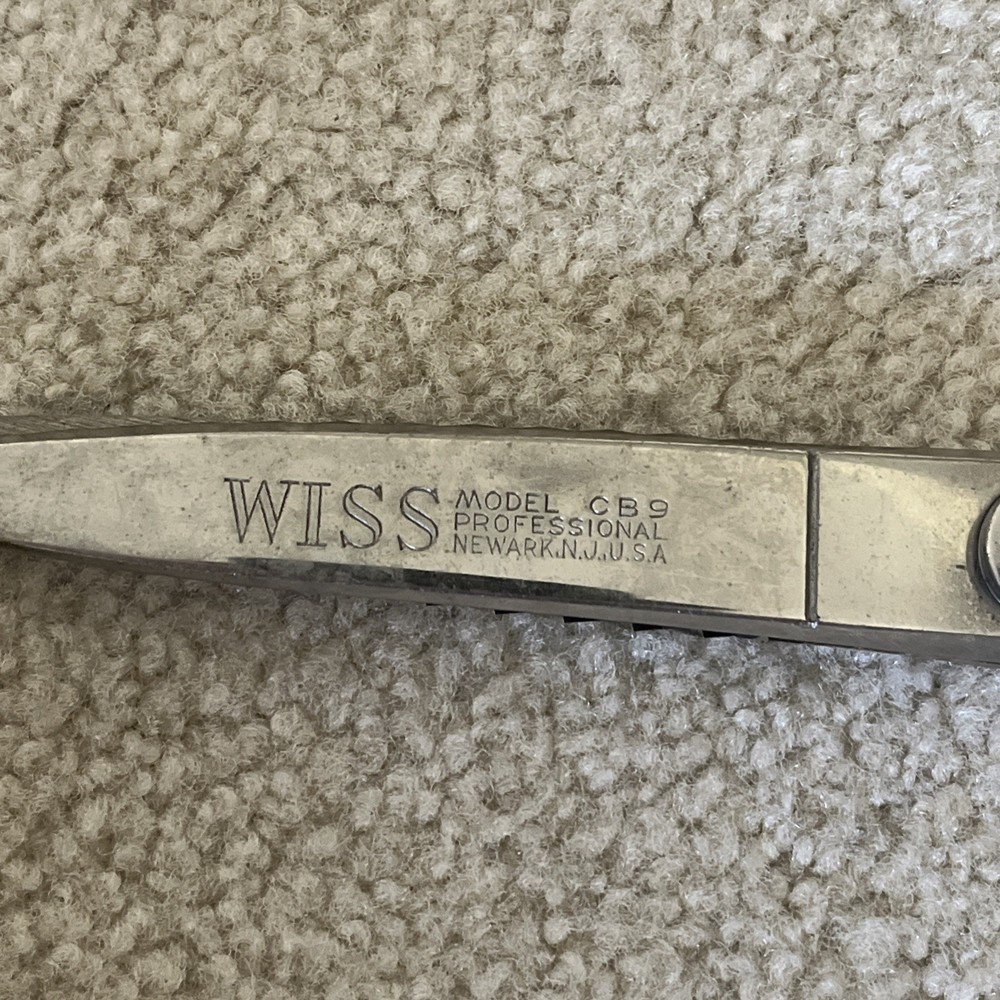 WISS
MODEL CB9
PROFESSIONAL
NEWARK.N.J.,U.S.A